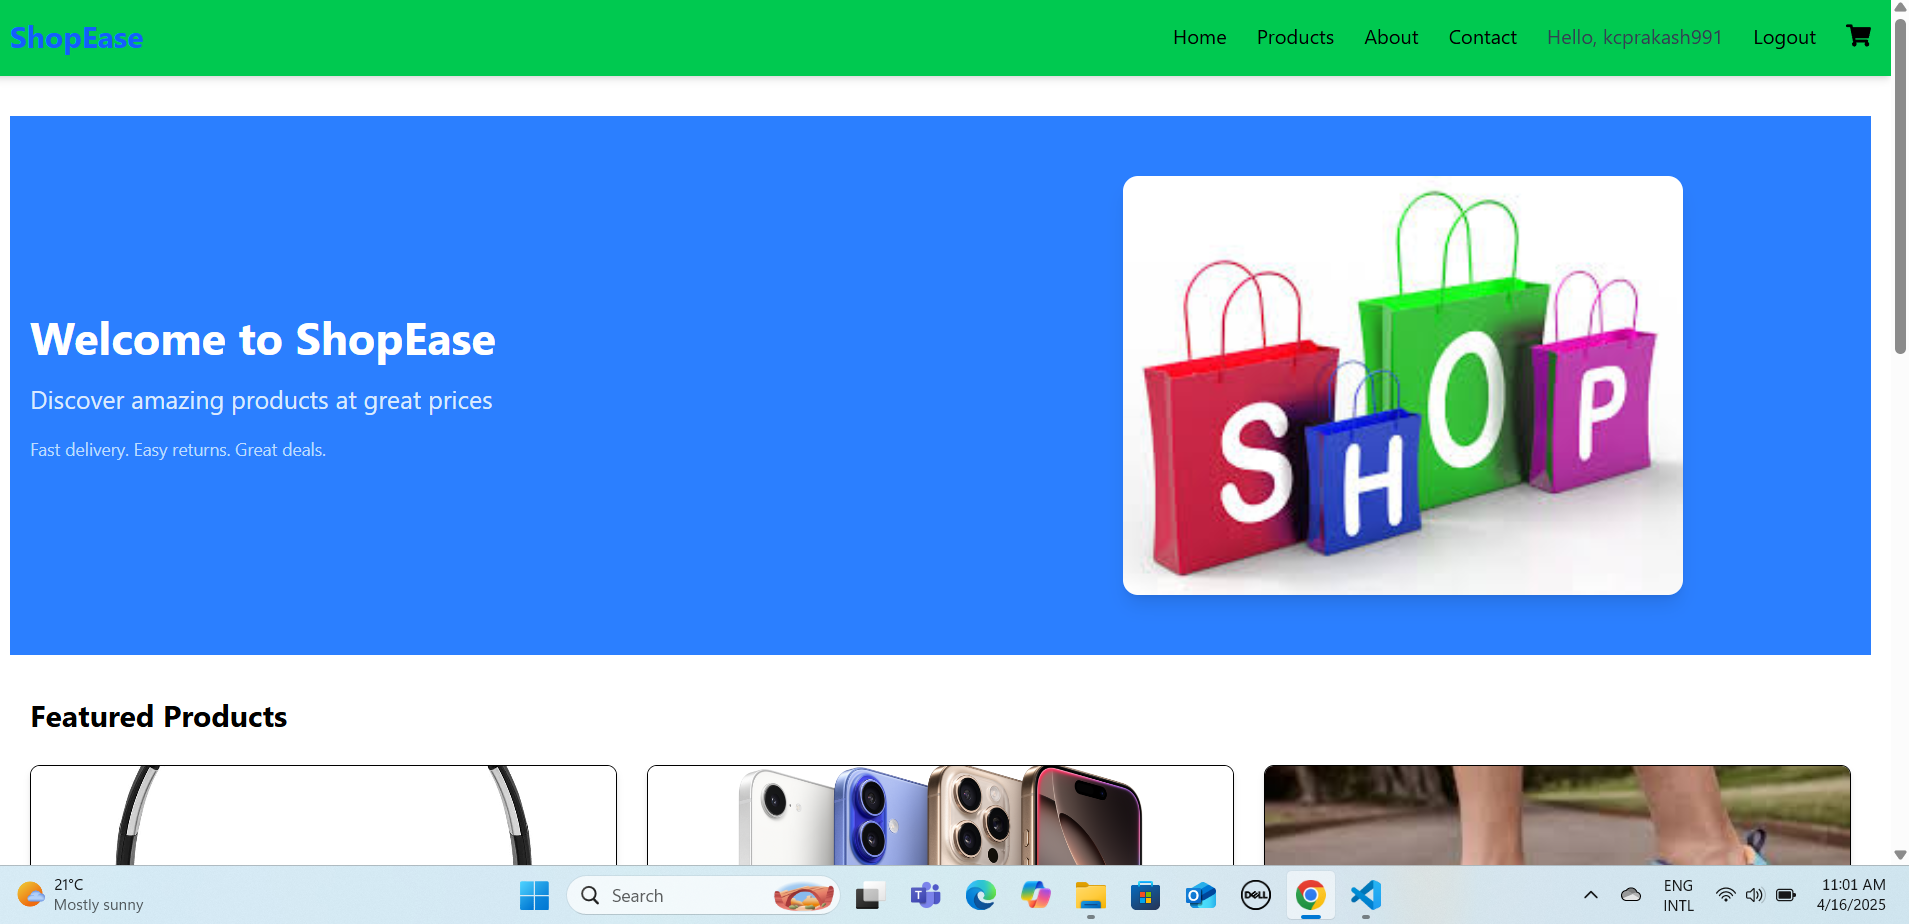 ShopEase
Home Products About Contact Hello, kcprakash991 Logout
Welcome to ShopEase
Discover amazing products at great prices
Fast delivery. Easy returns. Great deals.
SHOP
Featured Products
21°C
Mostly sunny
Search
T
O
DELL
ENG
INTL
11:01 AM
4/16/2025